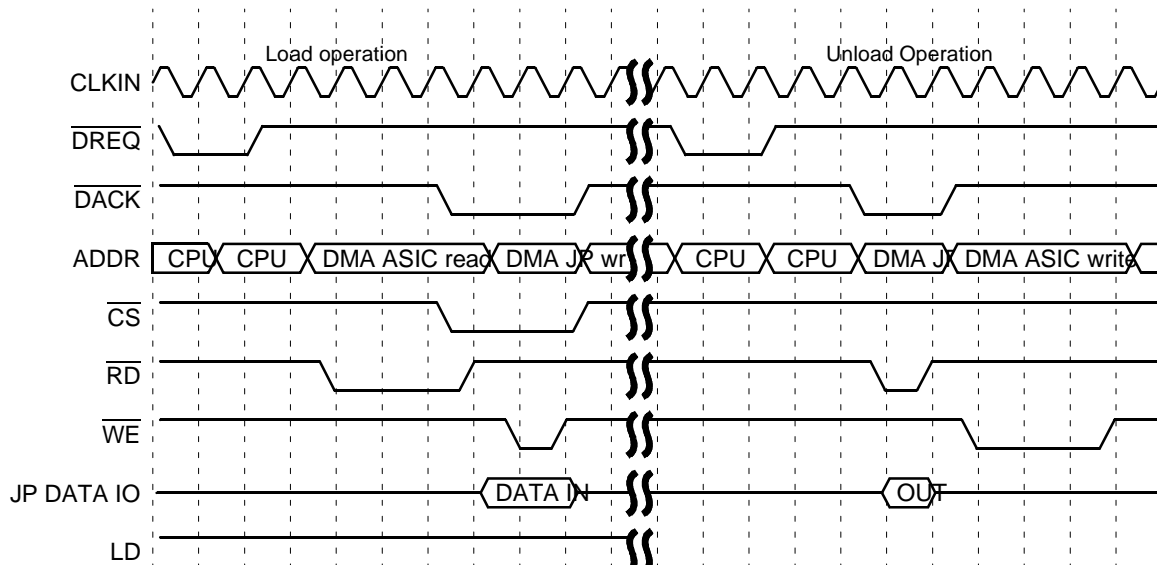 Load operation Unload Operation
CLKIN
DREQ
DACK
ADDR CPU CPU DMA ASIC read DMA JP wr CPU CPU DMA JP DMA ASIC write
CS
RD
WE
JP DATA IO DATA IN OUT
LD